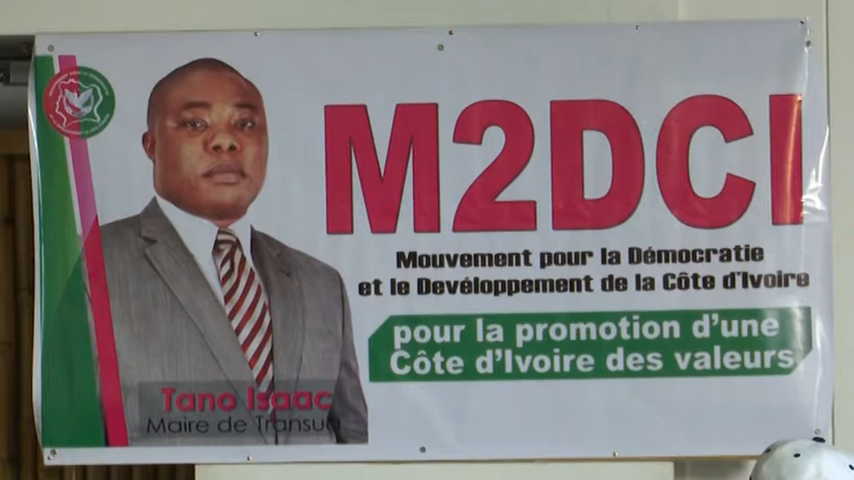 M2DCI
Mouvement pour la Démocratie
et le Developpement de la Côte d'Ivoire
pour la promotion d'une
Côte d'Ivoire des valeurs
Tano Isaac
Maire de Transua